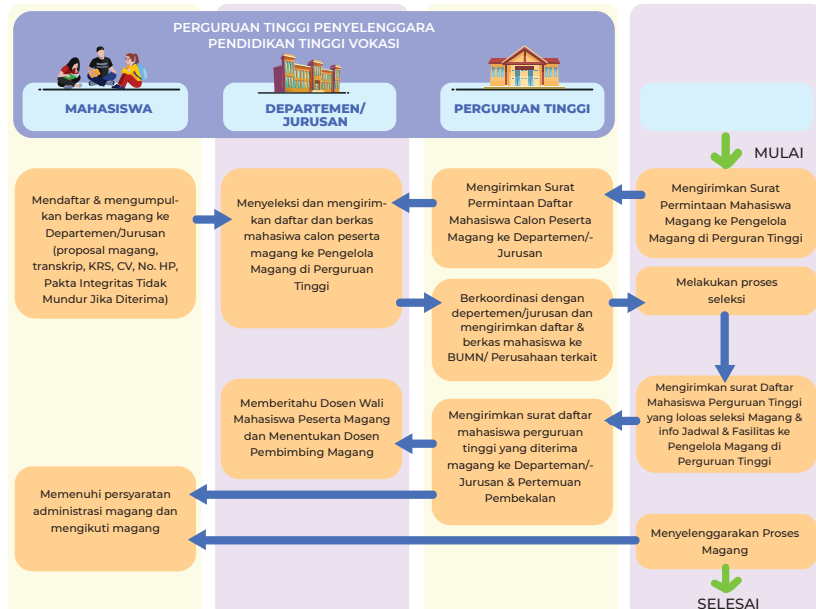 PERGURUAN TINGGI PENYELENGGARA
PENDIDIKAN TINGGI VOKASI
MAHASISWA
DEPARTEMEN/
JURUSAN
PERGURUAN TINGGI
MULAI
Mendaftar & mengumpul-
kan berkas magang ke
Departemen/Jurusan
(proposal magang,
transkrip, KRS, CV, No. HP,
Pakta Integritas Tidak
Mundur Jika Diterima)
Menyeleksi dan mengirim-
kan daftar dan berkas
mahasiwa calon peserta
magang ke Pengelola
Magang di Perguruan
Tinggi
Mengirimkan Surat
Permintaan Daftar
Mahasiswa Calon Peserta
Magang ke Departemen/-
Jurusan
Mengirimkan Surat
Permintaan Mahasiswa
Magang ke Pengelola
Magang di Perguran Tinggi
Berkoordinasi dengan
depertemen/jurusan dan
mengirimkan daftar &
berkas mahasiswa ke
BUMN/ Perusahaan terkait
Melakukan proses
seleksi
Memberitahu Dosen Wali
Mahasiswa Peserta Magang
dan Menentukan Dosen
Pembimbing Magang
Mengirimkan surat daftar
mahasiswa perguruan
tinggi yang diterima
magang ke Departeman/-
Jurusan & Pertemuan
Pembekalan
Mengirimkan surat Daftar
Mahasiswa Perguruan Tinggi
yang loloas seleksi Magang &
info Jadwal & Fasilitas ke
Pengelola Magang di
Perguruan Tinggi
Memenuhi persyaratan
administrasi magang dan
mengikuti magang
Menyelenggarakan Proses
Magang
SELESAI